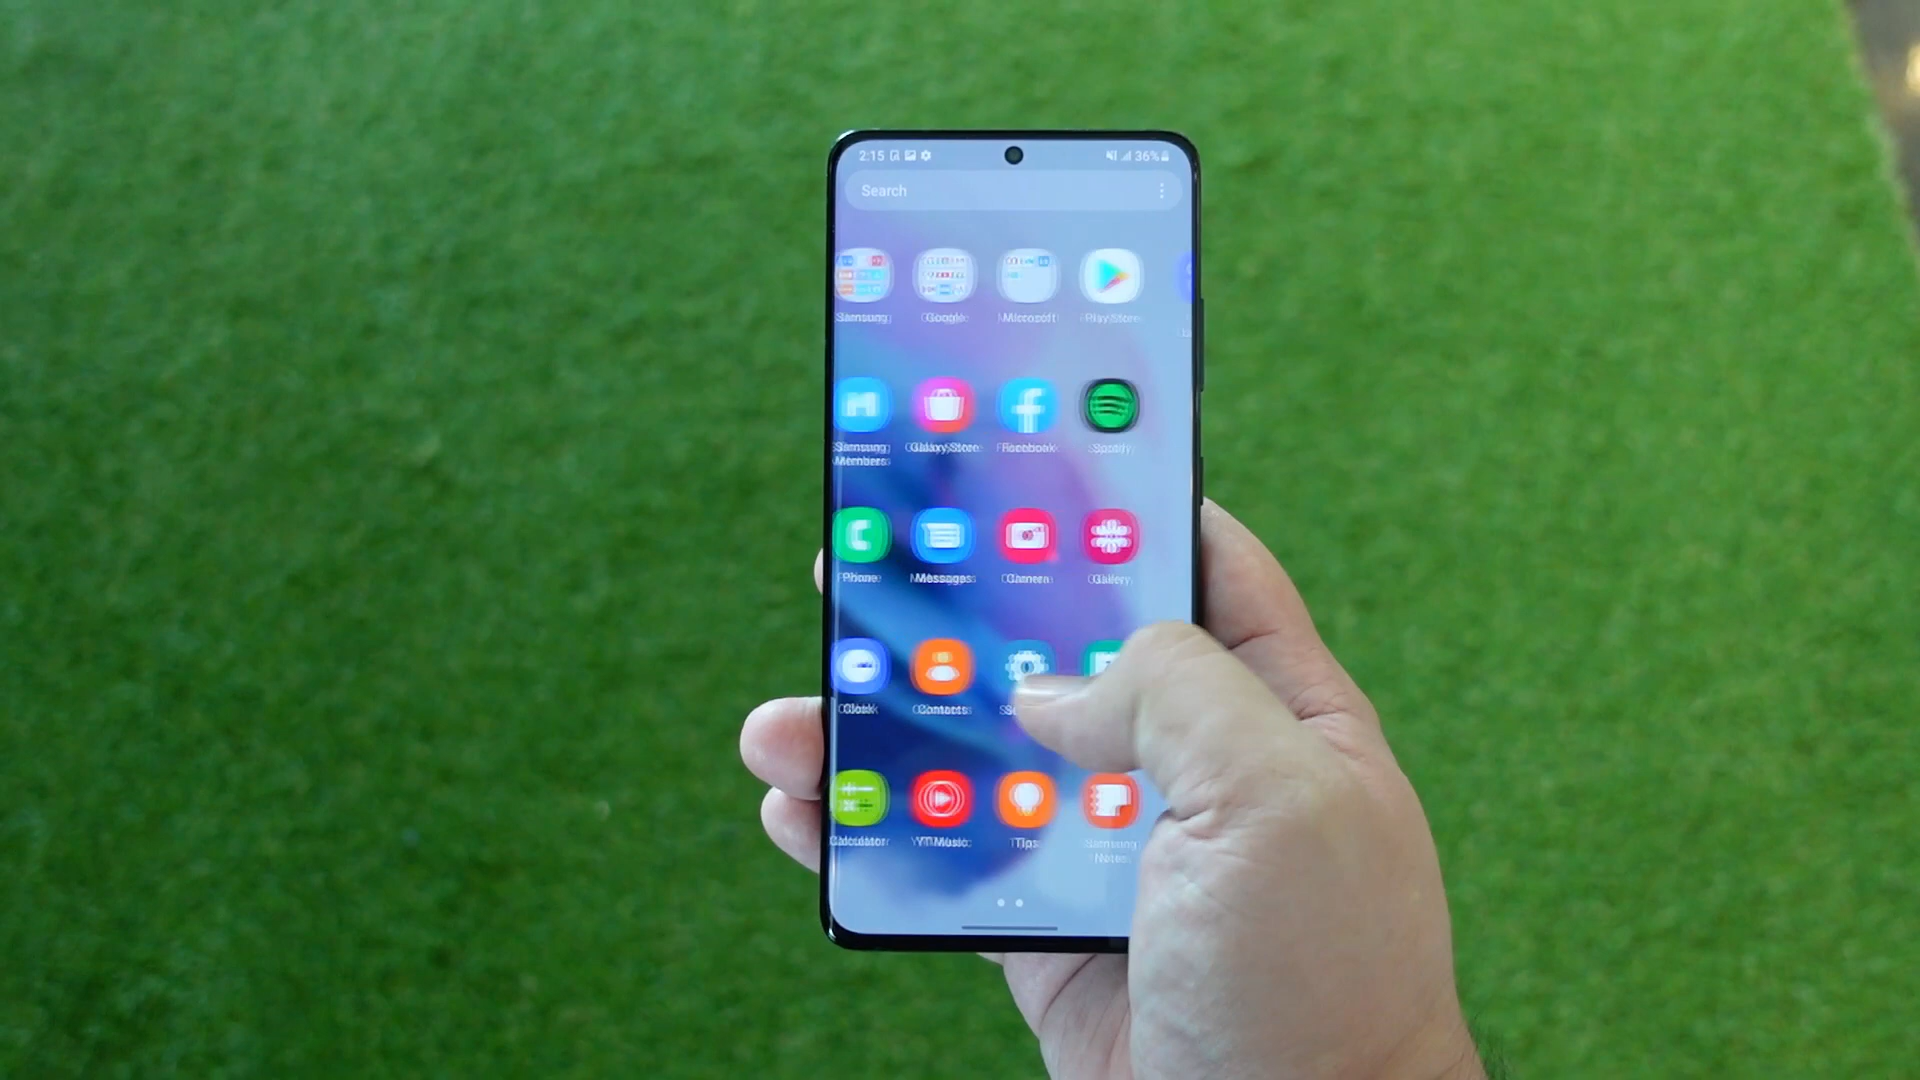 2:15
36%
Search
Samsung
Google
Microsoft
Play Store
Samsung
Members
Galaxy Store
Facebook
Spotify
Phone
Messages
Camera
Gallery
Clock
Contacts
Calculator
YT Music
Tips
Samsung
Notes